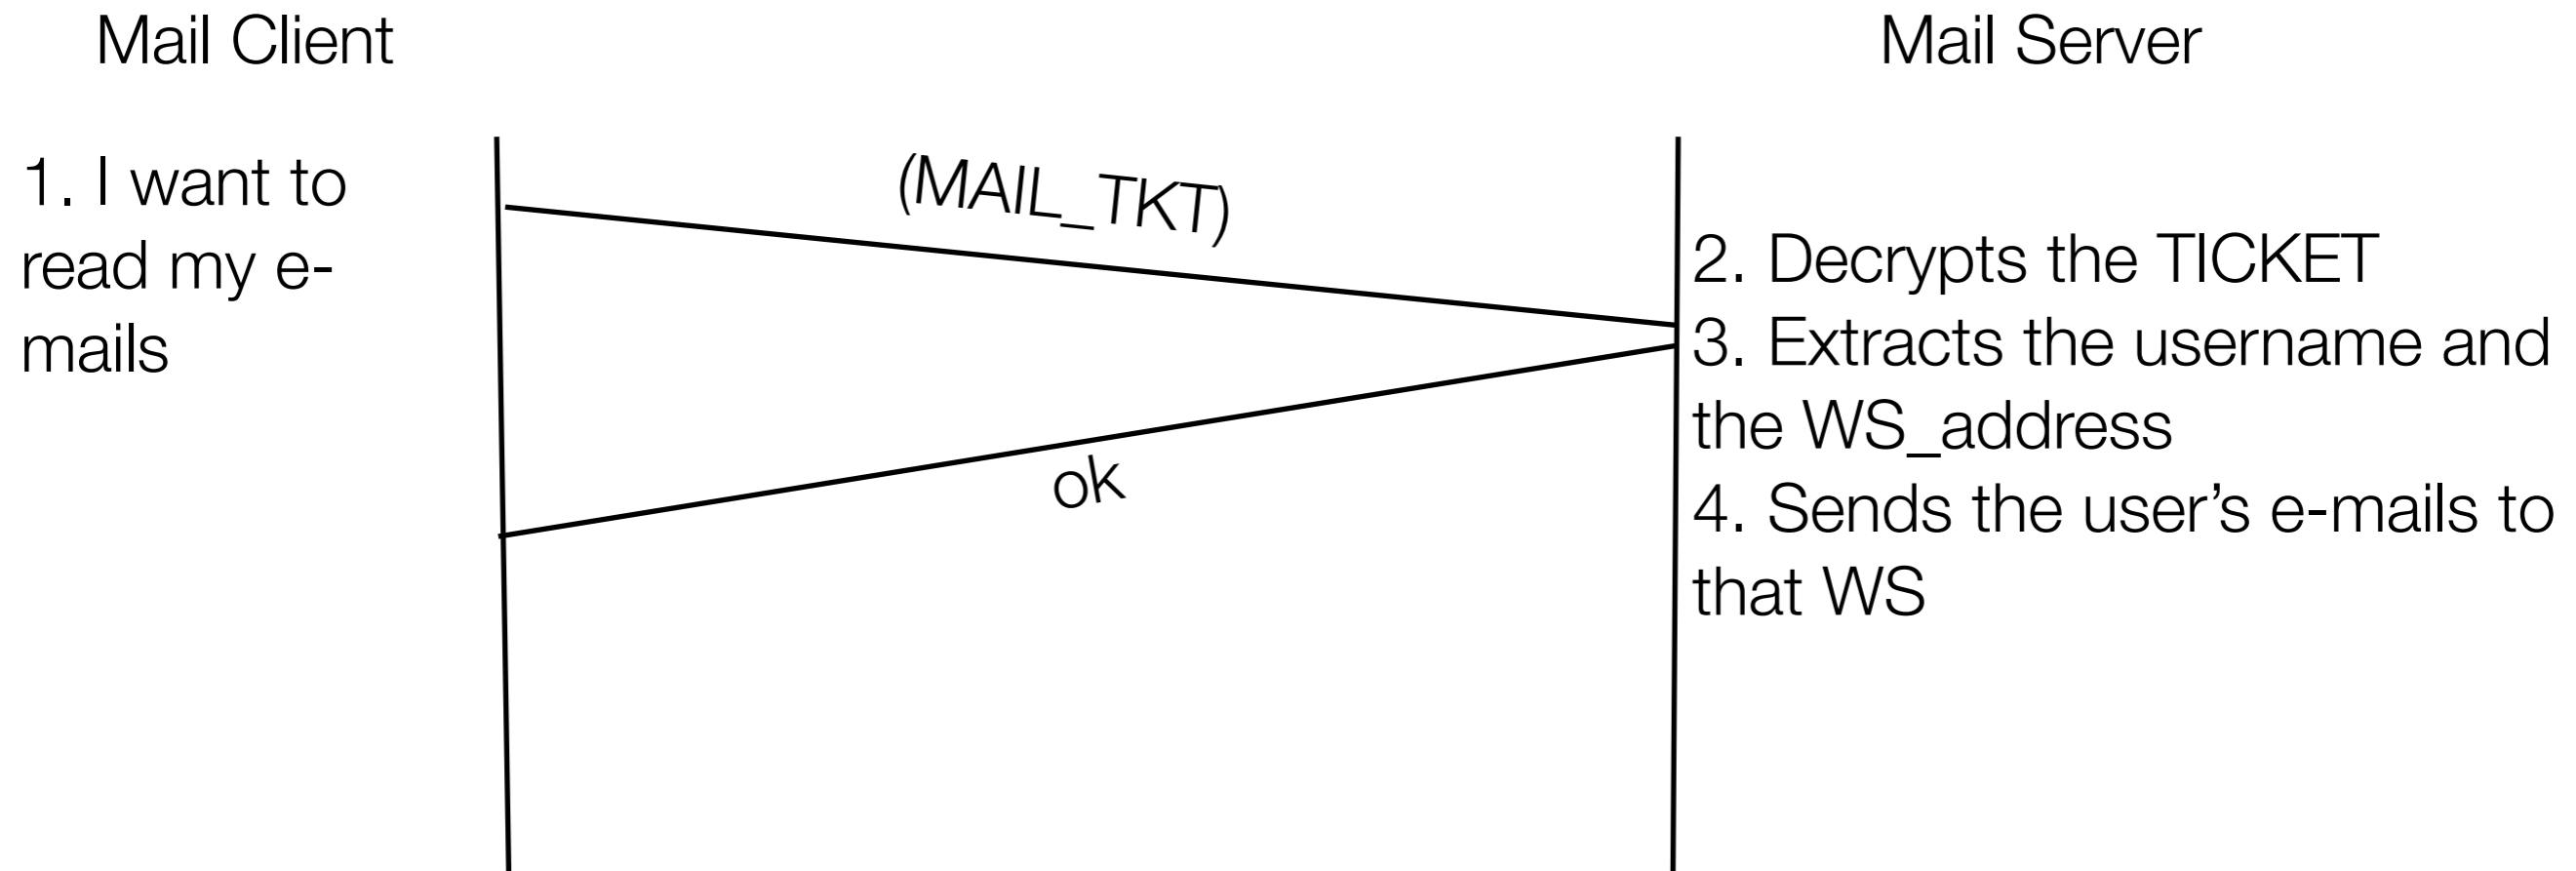 Mail Client
Mail Server
1. I want to
read my e-
mails
(MAIL_TKT)
ok
2. Decrypts the TICKET
3. Extracts the username and
the WS_address
4. Sends the user’s e-mails to
that WS